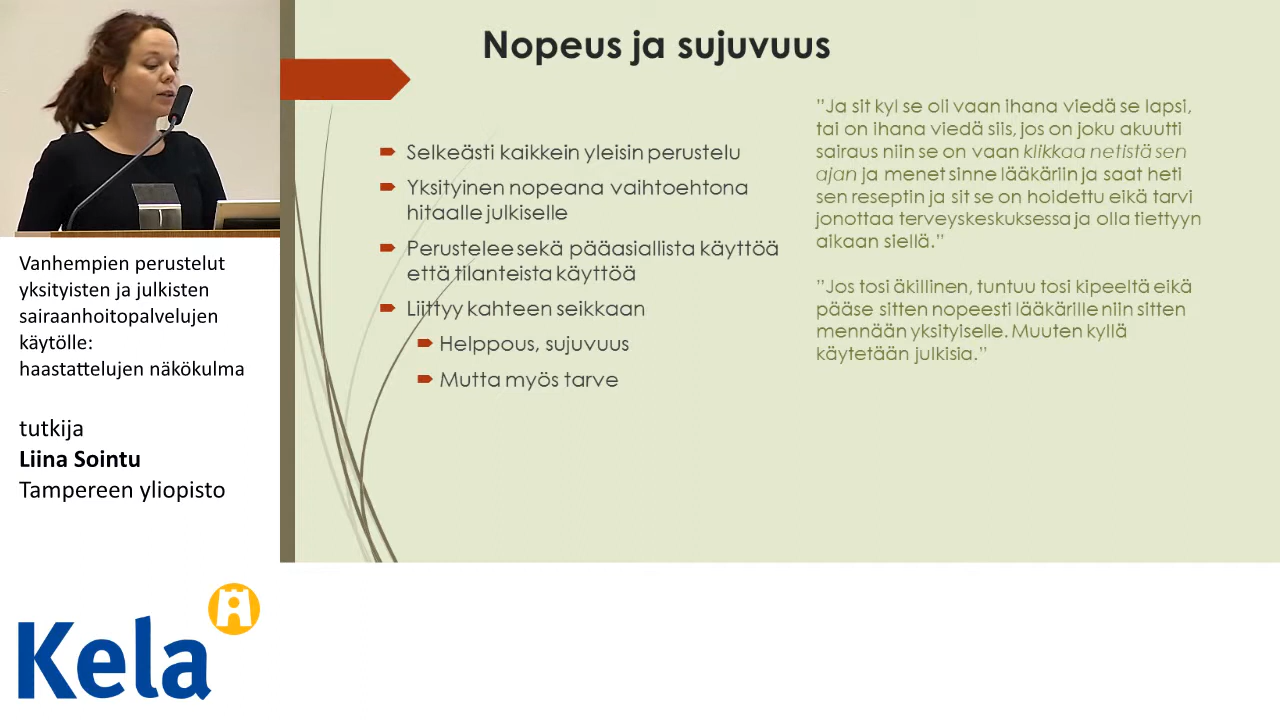 Nopeus ja sujuvuus
Selkeästi kaikkein yleisin perustelu
Yksityinen nopeana vaihtoehtona
hitaalle julkiselle
Perustelee sekä pääasiallista käyttöä
että tilanteista käyttöä
Liittyy kahteen seikkaan
Helppous, sujuvuus
Mutta myös tarve
”Ja sit kyl se oli vaan ihana viedä se lapsi,
tai on ihana viedä siis, jos on joku akuutti
sairaus niin se on vaan klikkaa netistä sen
ajan ja menet sinne lääkäriin ja saat heti
sen reseptin ja sit se on hoidettu eikä tarvi
jonottaa terveyskeskuksessa ja olla tiettyyn
aikaan siellä.”
”Jos tosi äkillinen, tuntuu tosi kipeeltä eikä
pääse sitten nopeesti lääkärille niin sitten
mennään yksityiselle. Muuten kyllä
käytetään julkisia.”
Vanhempien perustelut
yksityisten ja julkisten
sairaanhoitopalvelujen
käytölle:
haastattelujen näkökulma
tutkija
Liina Sointu
Tampereen yliopisto
Kela